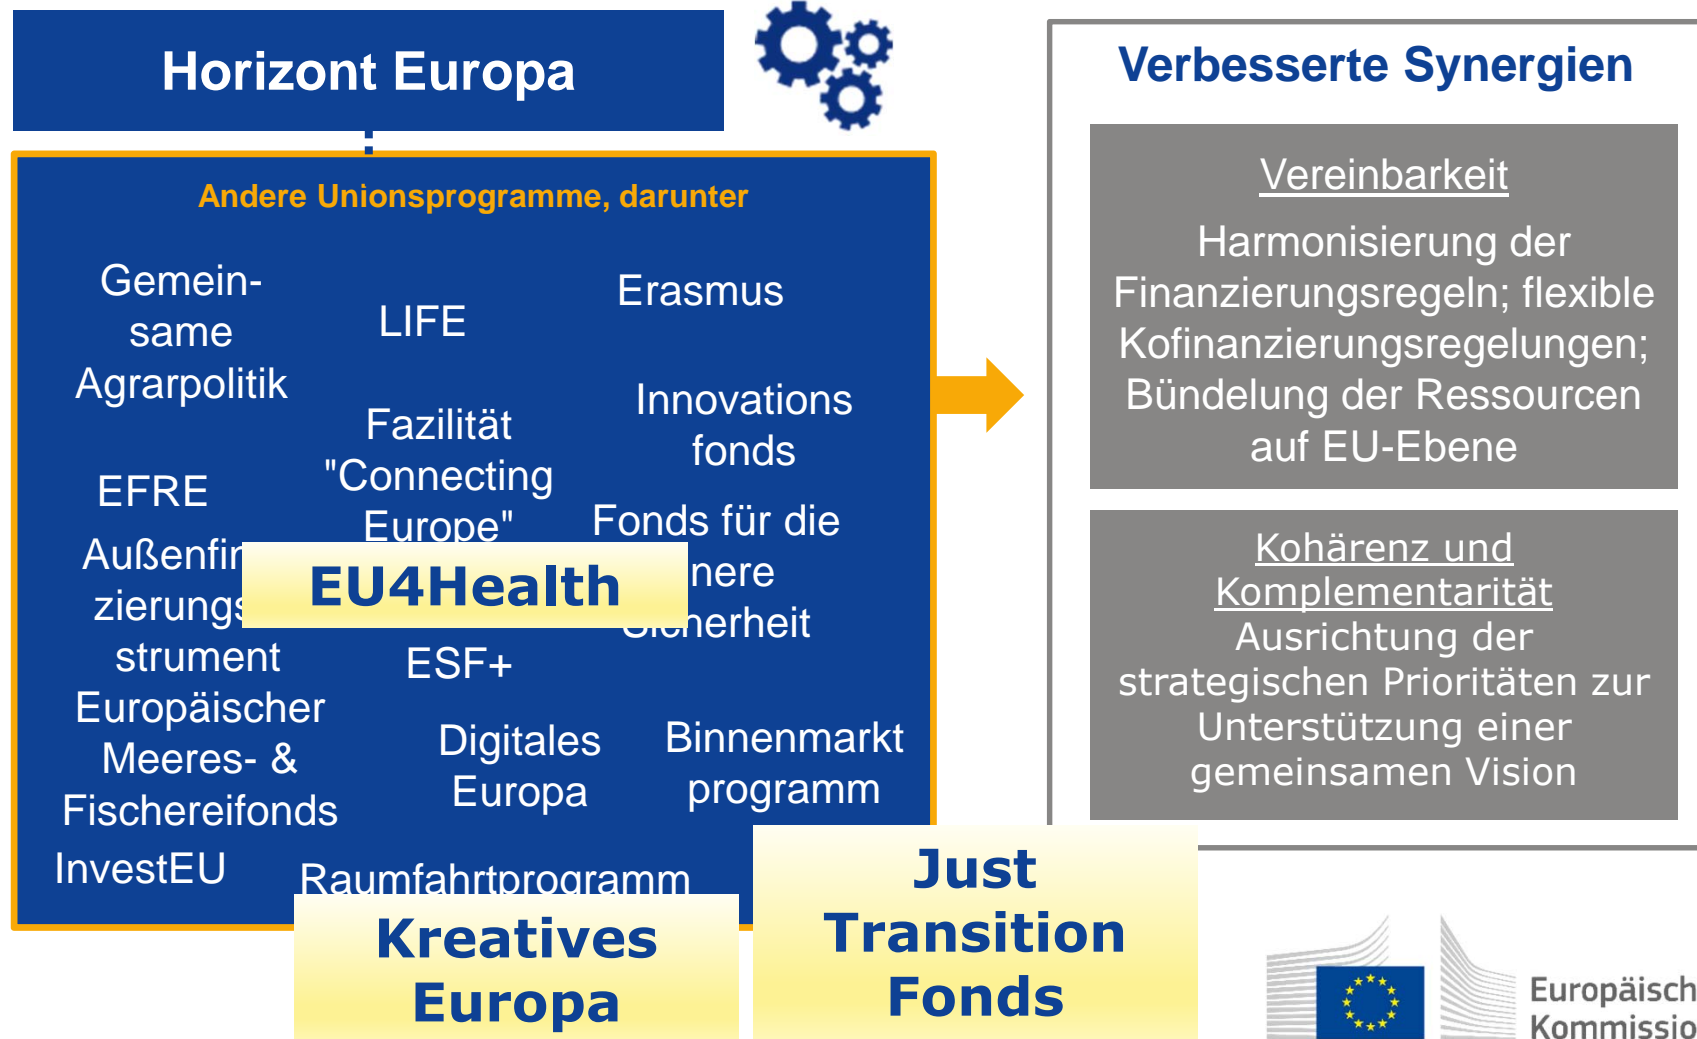 Horizont Europa
Andere Unionsprogramme, darunter
Gemein-
same
Agrarpolitik
LIFE
Erasmus
Fazilität
"Connecting
Europe"
Innovations
fonds
EFRE
Fonds für die
nere
Sicherheit
Außenfin
zierungs
strument
EU4Health
ESF+
Europäischer
Meeres- &
Fischereifonds
Digitales
Europa
Binnenmarkt
programm
InvestEU
Raumfahrtprogramm
Kreatives
Europa
Just
Transition
Fonds
Verbesserte Synergien
Vereinbarkeit
Harmonisierung der
Finanzierungsregeln; flexible
Kofinanzierungsregelungen;
Bündelung der Ressourcen
auf EU-Ebene
Kohärenz und
Komplementarität
Ausrichtung der
strategischen Prioritäten zur
Unterstützung einer
gemeinsamen Vision
Europäisch
Kommissio